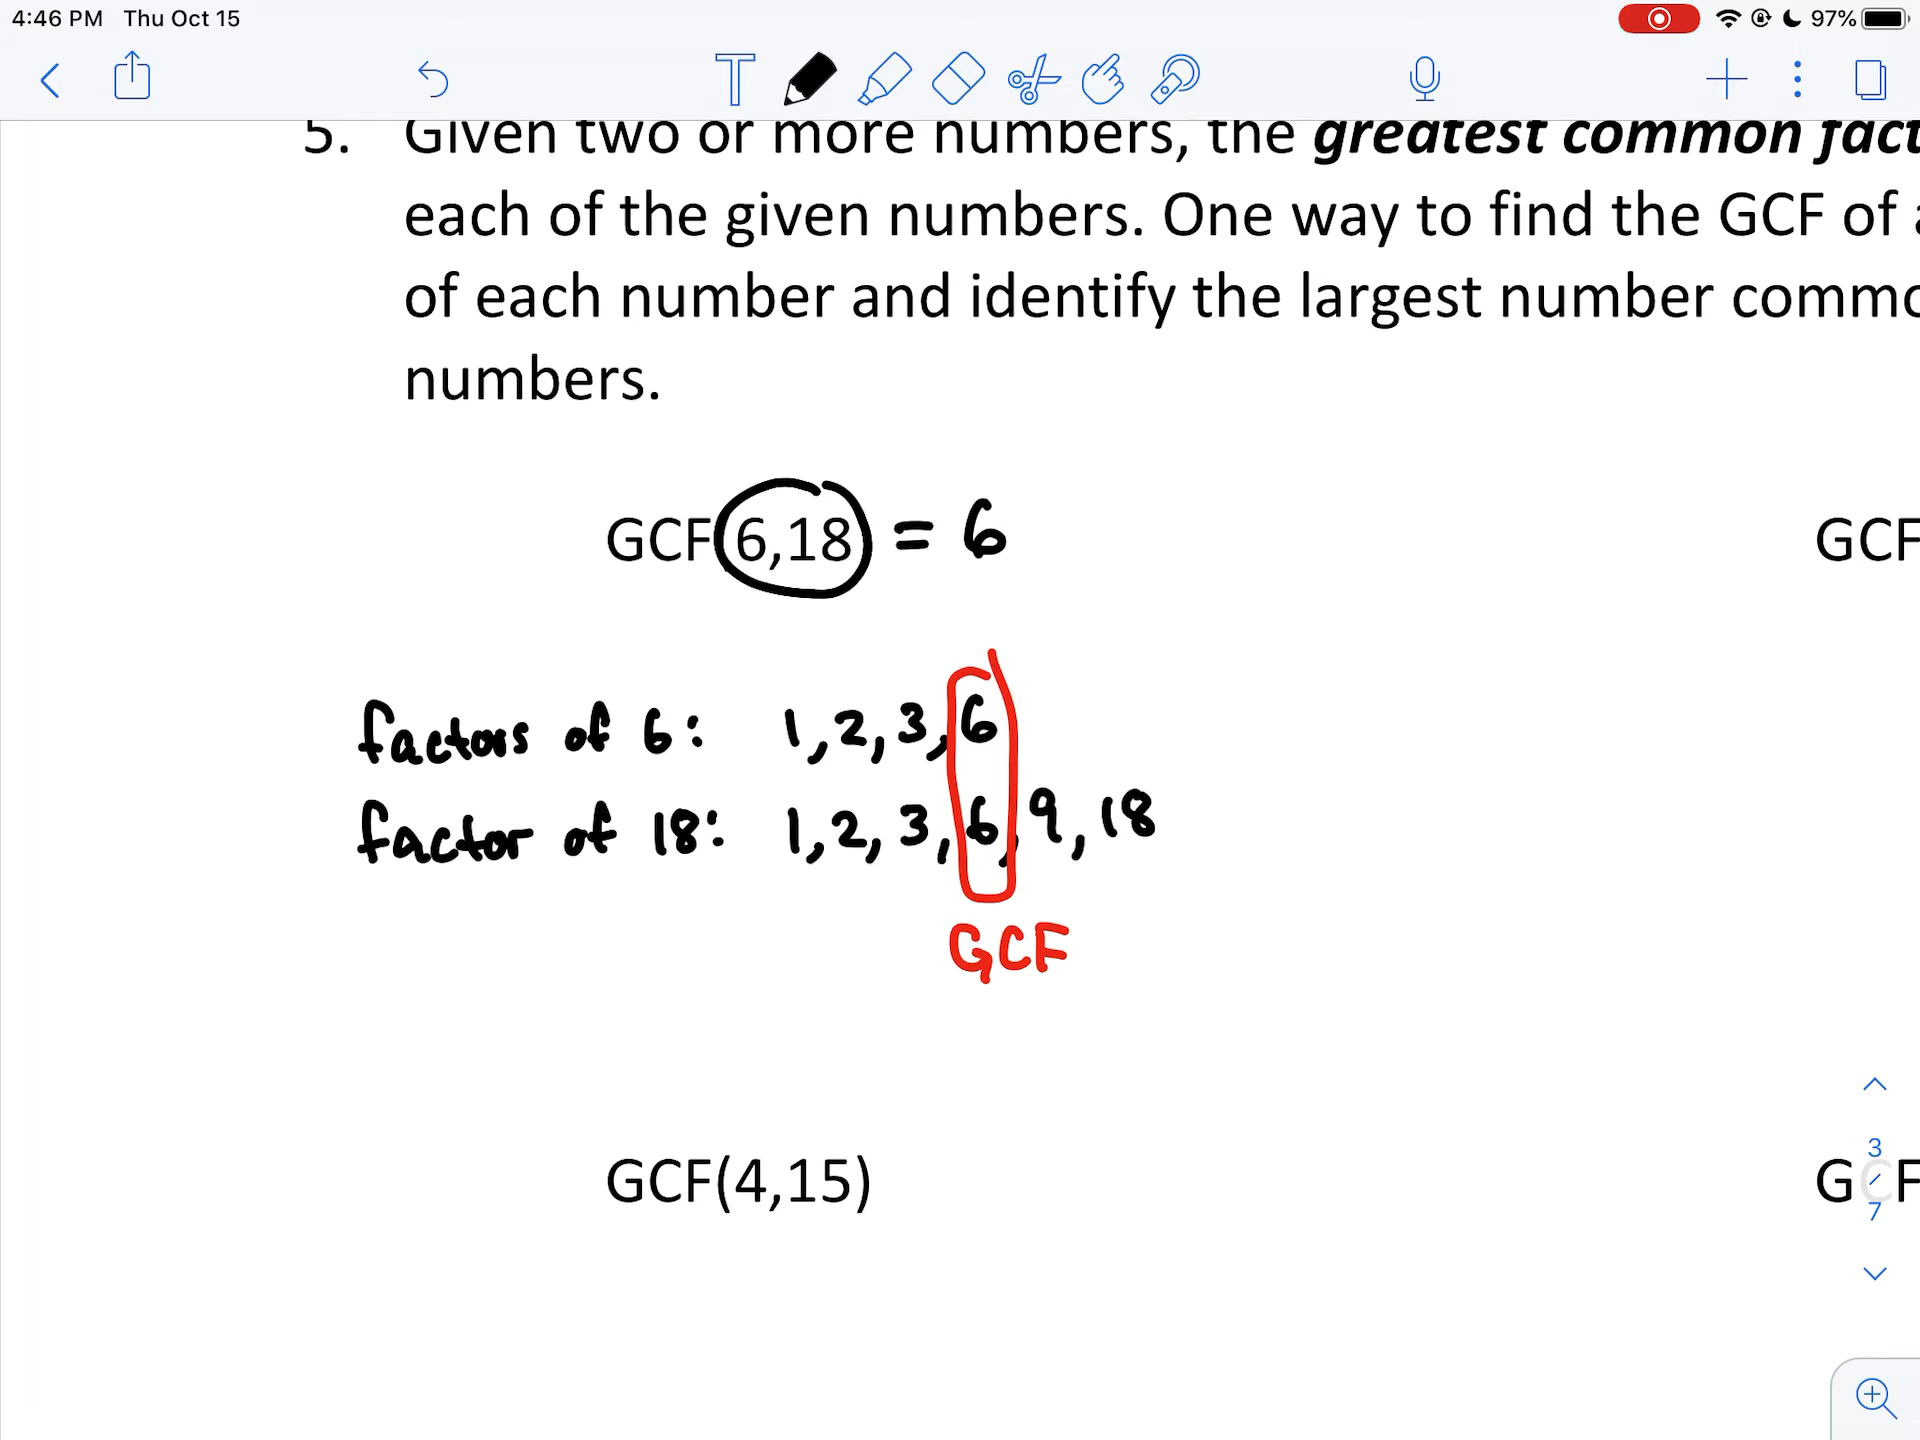 4:46 PM Thu Oct 15 97%
5. Given two or more numbers, the greatest common fact
each of the given numbers. One way to find the GCF of a
of each number and identify the largest number commo
numbers.
GCF(6,18) = 6 GCF
factors of 6: 1,2,3,6
factor of 18: 1,2,3,6,9,18
GCF
GCF(4,15) GCF
3/7